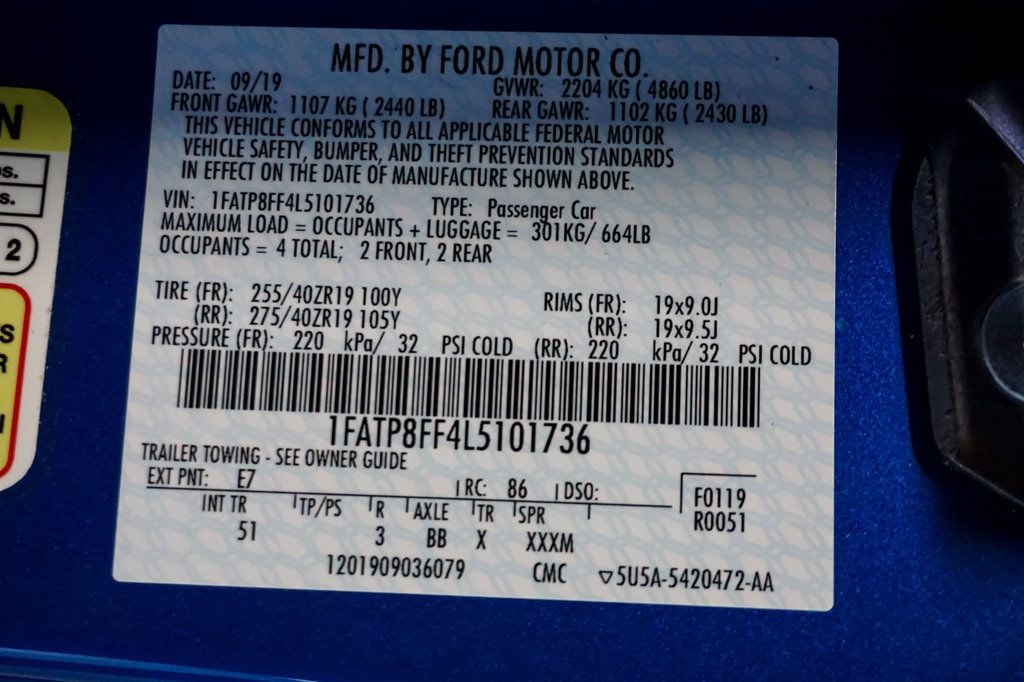 MFD. BY FORD MOTOR CO.
DATE: 09/19 GVWR: 2204 KG ( 4860 LB)
FRONT GAWR: 1107 KG ( 2440 LB) REAR GAWR: 1102 KG ( 2430 LB)
THIS VEHICLE CONFORMS TO ALL APPLICABLE FEDERAL MOTOR
VEHICLE SAFETY, BUMPER, AND THEFT PREVENTION STANDARDS
IN EFFECT ON THE DATE OF MANUFACTURE SHOWN ABOVE.
VIN: 1FATP8FF4L5101736 TYPE: Passenger Car
MAXIMUM LOAD = OCCUPANTS + LUGGAGE = 301KG/ 664LB
OCCUPANTS = 4 TOTAL; 2 FRONT, 2 REAR
TIRE (FR): 255/40ZR19 100Y RIMS (FR): 19x9.0J
(RR): 275/40ZR19 105Y (RR): 19x9.5J
PRESSURE (FR): 220 kPa/ 32 PSI COLD (RR): 220 kPa/ 32 PSI COLD
1FATP8FF4L5101736
TRAILER TOWING - SEE OWNER GUIDE
EXT PNT: E7 RC: 86 DSO: F0119
INT TR TP/PS R AXLE TR SPR R0051
51 3 BB X XXXM
1201909036079 CMC ▽5U5A-5420472-AA
N
s.
s.
2
S
R